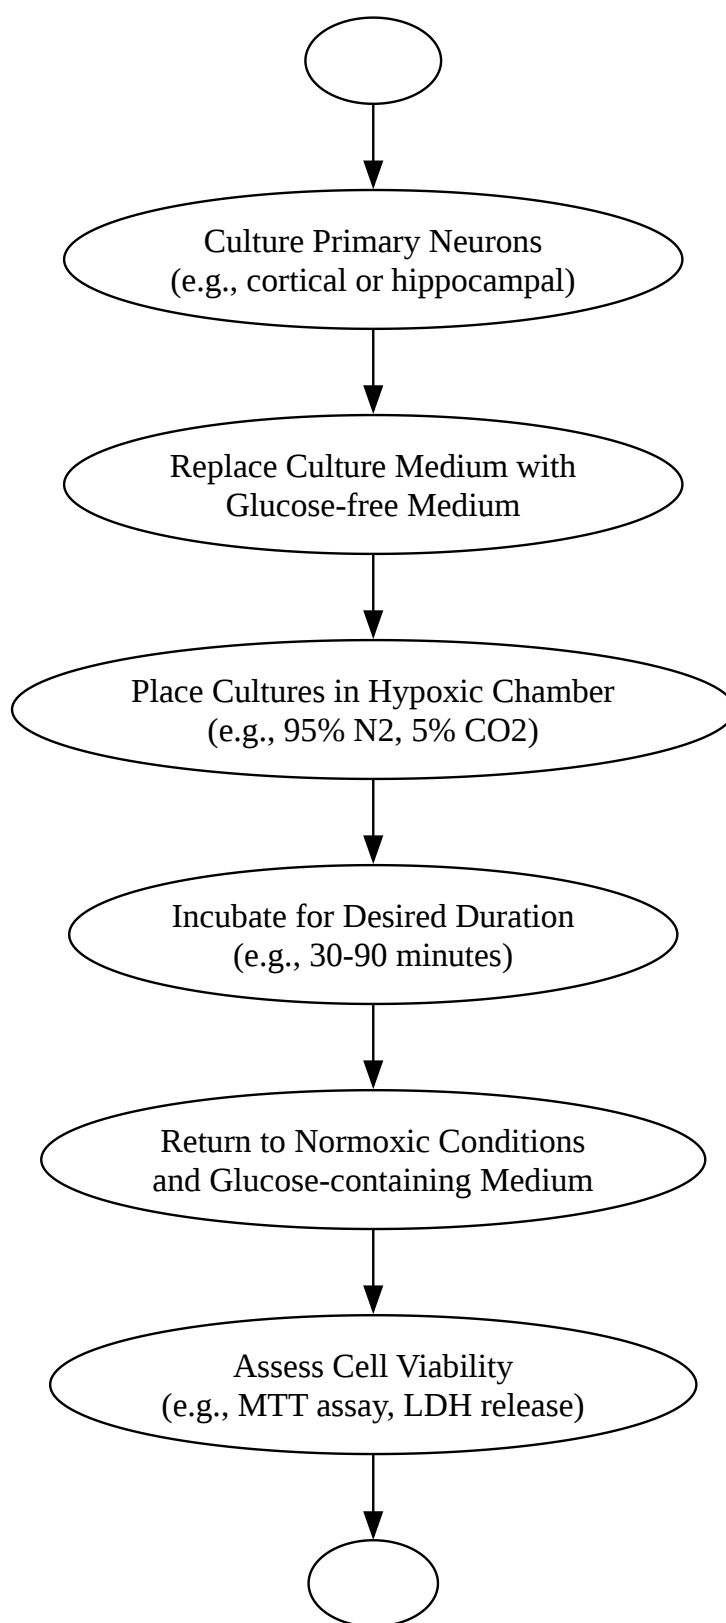 Culture Primary Neurons
(e.g., cortical or hippocampal)
Replace Culture Medium with
Glucose-free Medium
Place Cultures in Hypoxic Chamber
(e.g., 95% N2, 5% CO2)
Incubate for Desired Duration
(e.g., 30-90 minutes)
Return to Normoxic Conditions
and Glucose-containing Medium
Assess Cell Viability
(e.g., MTT assay, LDH release)